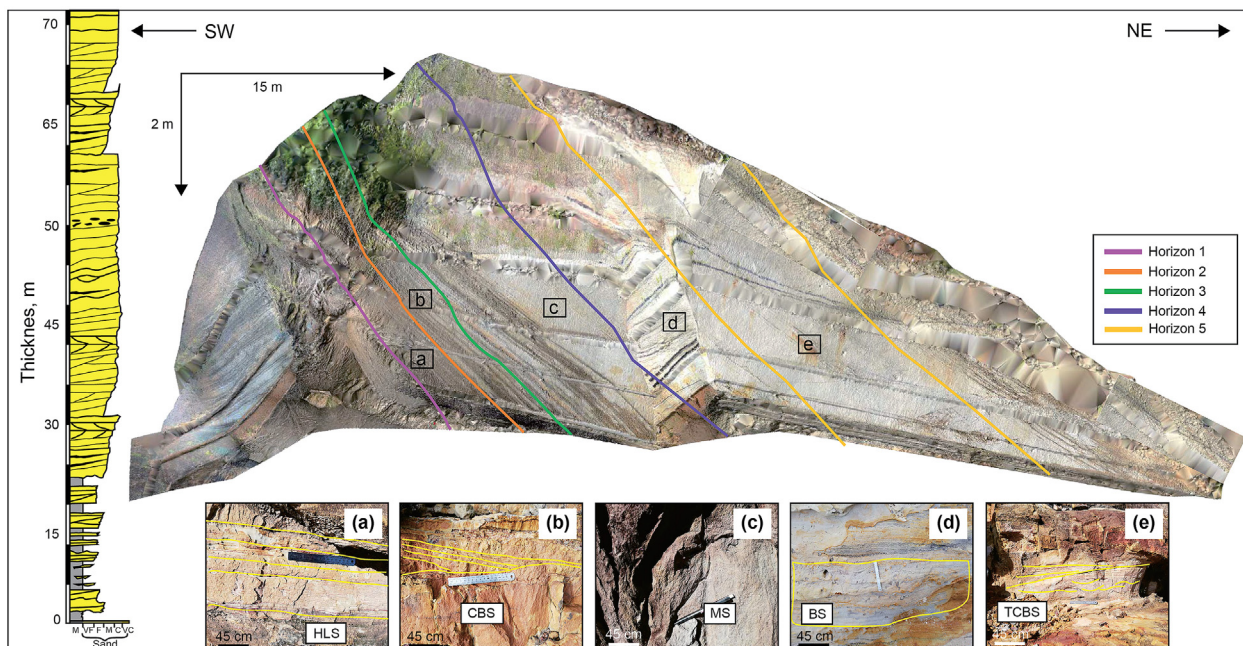 70
SW
NE
15 m
2 m
65
50
45
30
15
0
Thicknes, m
M VF F M C VC
Sand
Horizon 1
Horizon 2
Horizon 3
Horizon 4
Horizon 5
a
b
c
d
e
(a)
HLS
45 cm
(b)
CBS
45 cm
(c)
MS
45 cm
(d)
BS
45 cm
(e)
TCBS
45 cm